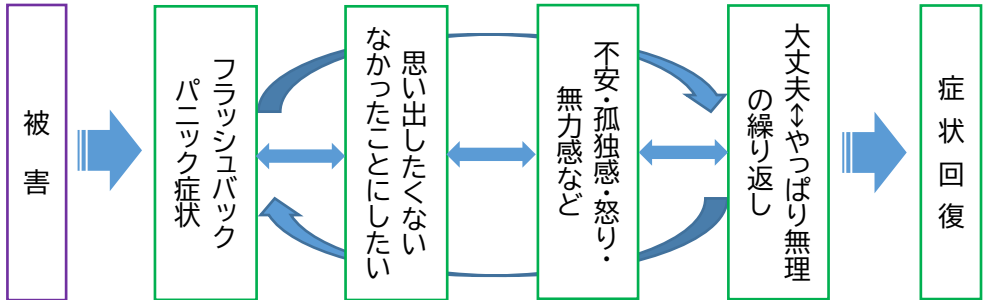 被害
フラッシュバック
パニック症状
思い出したくない
なかったことにしたい
不安・孤独感・怒り・
無力感など
大丈夫↔やっぱり無理
の繰り返し
症状回復